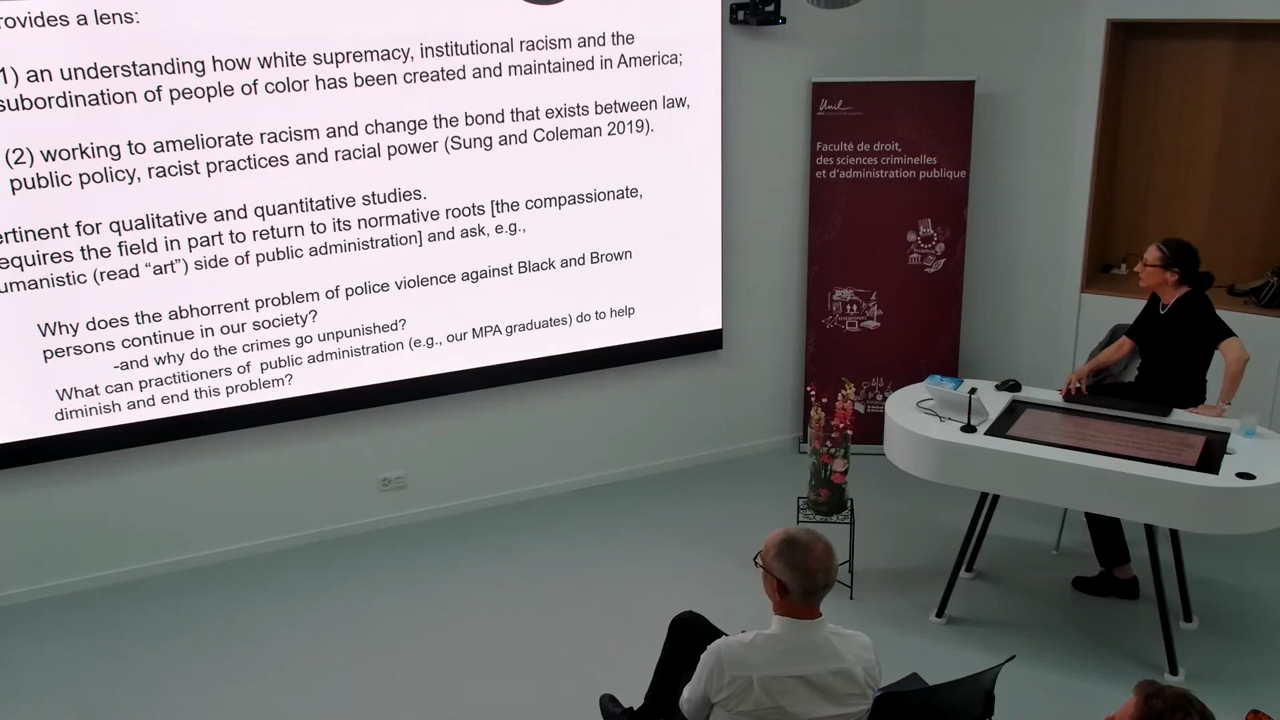 rovides a lens:
1) an understanding how white supremacy, institutional racism and the
subordination of people of color has been created and maintained in America;
(2) working to ameliorate racism and change the bond that exists between law,
public policy, racist practices and racial power (Sung and Coleman 2019).
ertinent for qualitative and quantitative studies.
equires the field in part to return to its normative roots [the compassionate,
umanistic (read “art”) side of public administration] and ask, e.g.,
Why does the abhorrent problem of police violence against Black and Brown
persons continue in our society?
-and why do the crimes go unpunished?
What can practitioners of public administration (e.g., our MPA graduates) do to help
diminish and end this problem?
Unil
Faculté de droit,
des sciences criminelles
et d'administration publique